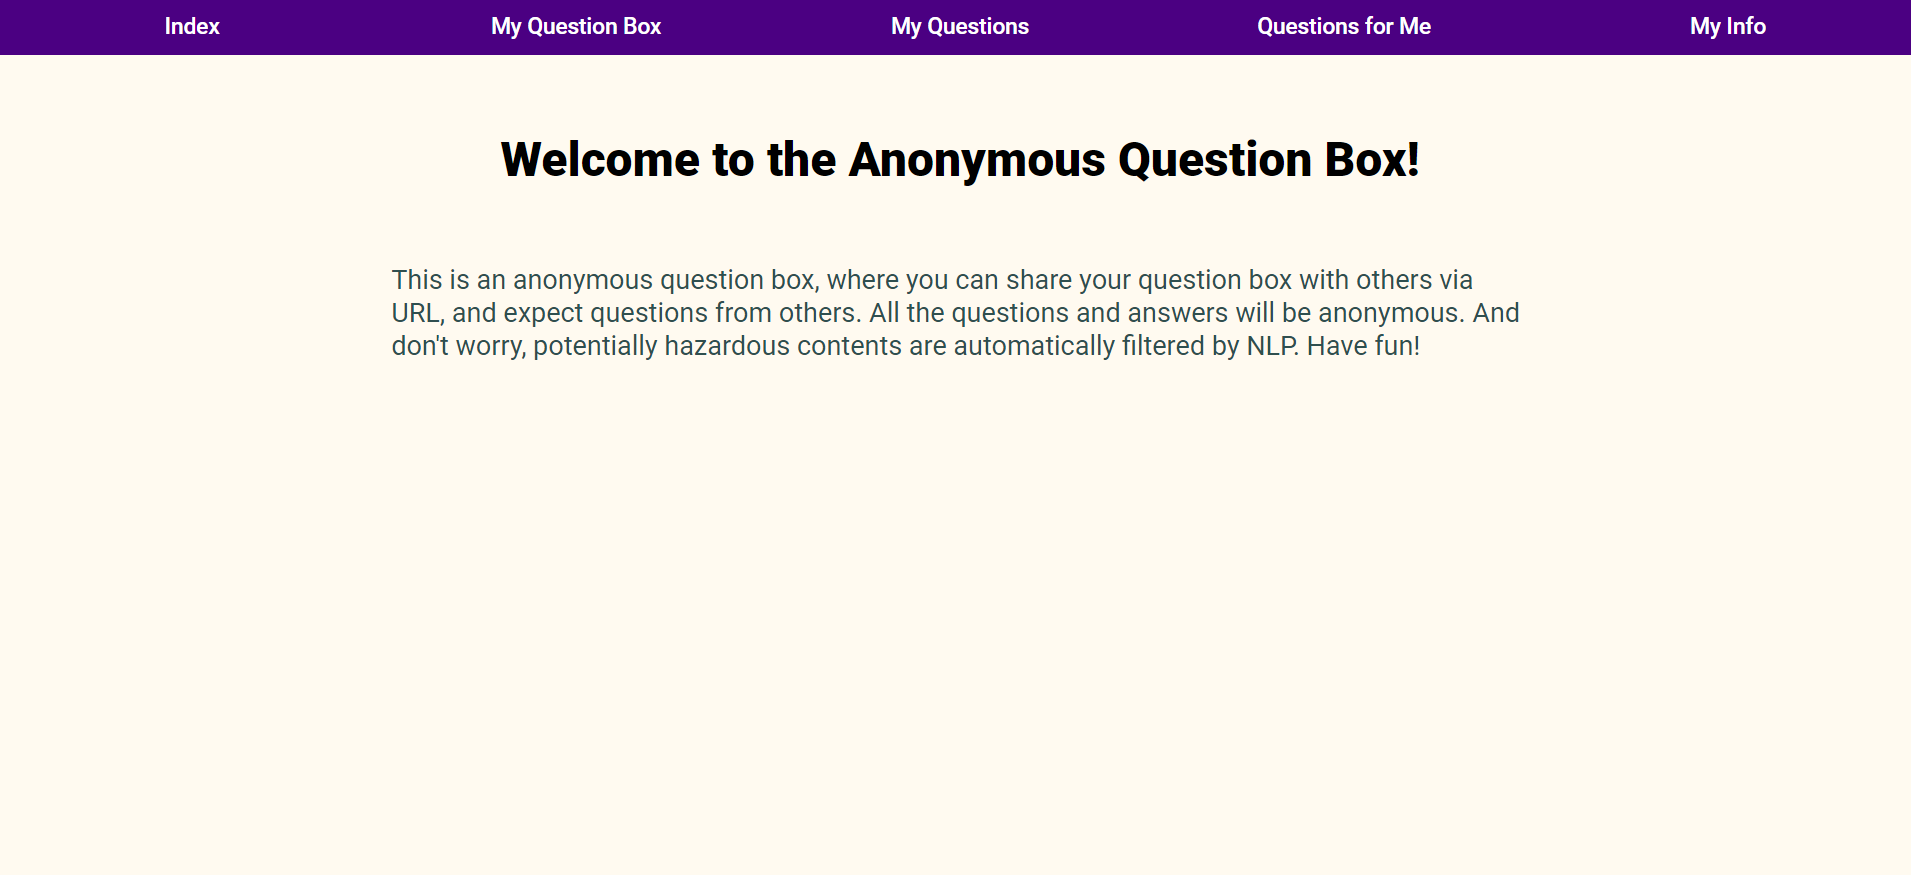 Index My Question Box My Questions Questions for Me My Info
Welcome to the Anonymous Question Box!
This is an anonymous question box, where you can share your question box with others via
URL, and expect questions from others. All the questions and answers will be anonymous. And
don't worry, potentially hazardous contents are automatically filtered by NLP. Have fun!